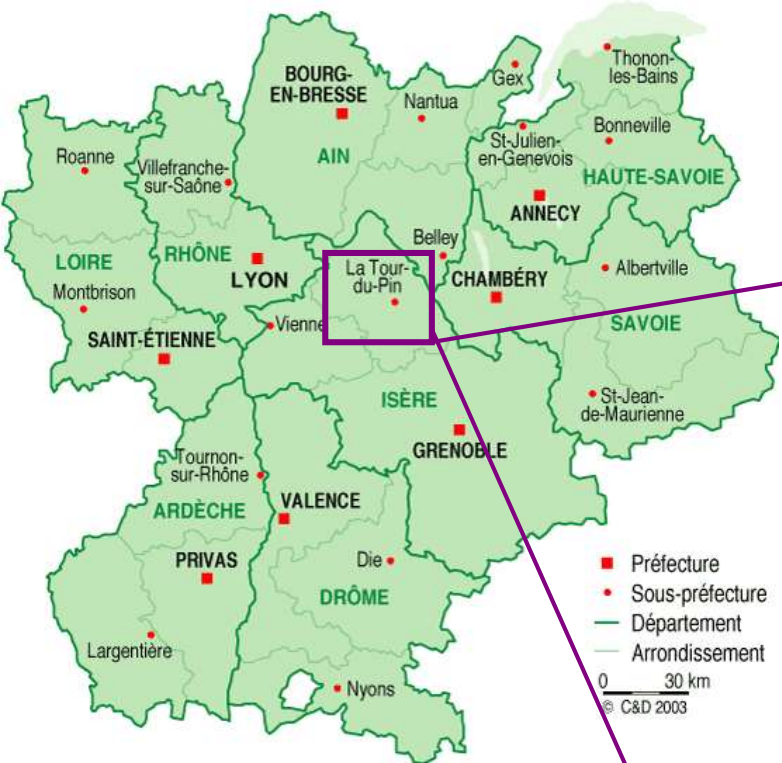 Thonon-
les-Bains
Gex
BOURG-
EN-BRESSE
Nantua
AIN
St-Julien-
en-Genevois
Bonneville
HAUTE-SAVOIE
ANNECY
Roanne
Villefranche-
sur-Saône
LOIRE
Montbrison
RHÔNE
LYON
Belley
La Tour-
du-Pin
CHAMBÉRY
Albertville
SAVOIE
SAINT-ÉTIENNE
Vienne
St-Jean-
de-Maurienne
ISÈRE
GRENOBLE
Tournon-
sur-Rhône
ARDÈCHE
VALENCE
PRIVAS
Die
DRÔME
Largentière
Nyons
Préfecture
Sous-préfecture
Département
Arrondissement
0 30 km
© C&D 2003